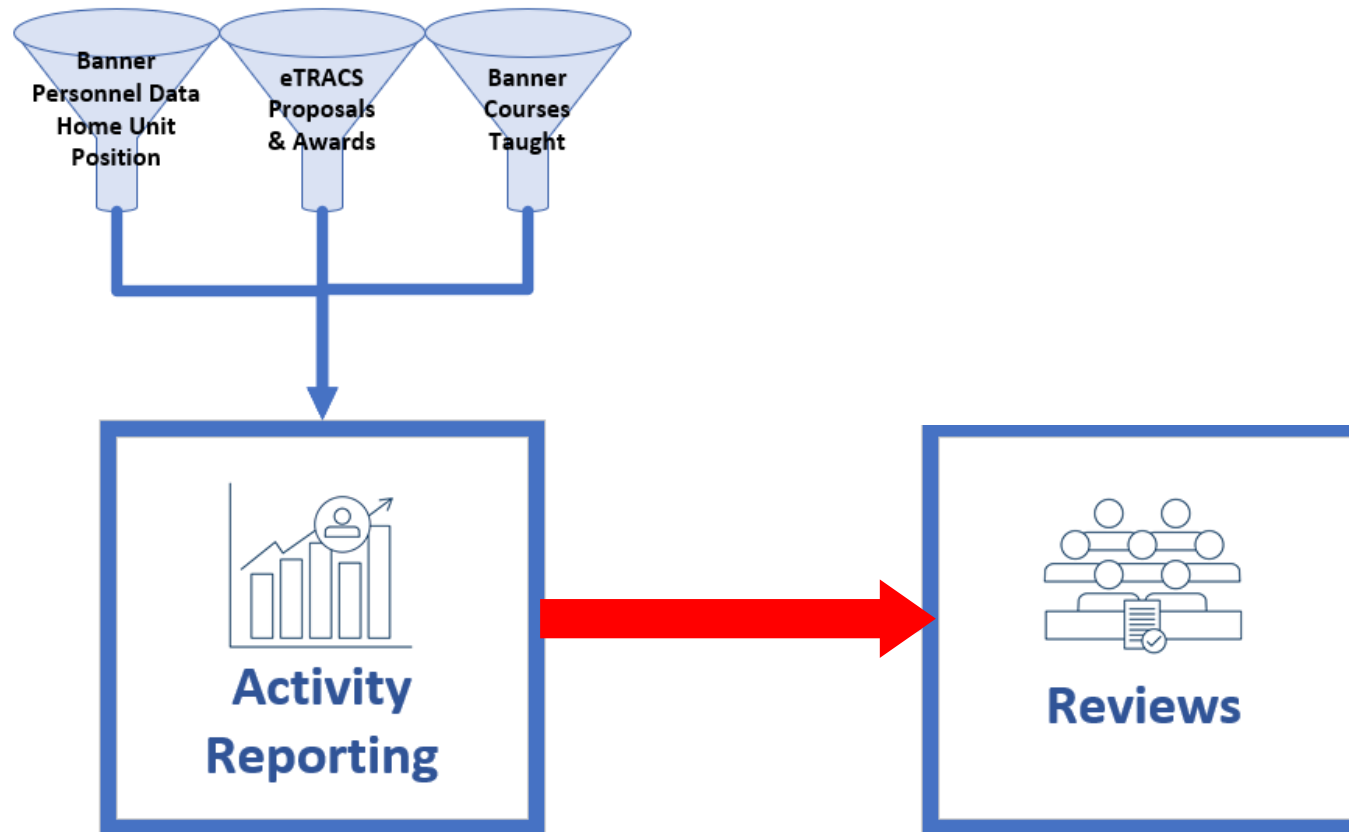 Banner
Personnel Data
Home Unit
Position
eTRACS
Proposals
& Awards
Banner
Courses
Taught
Activity
Reporting
Reviews